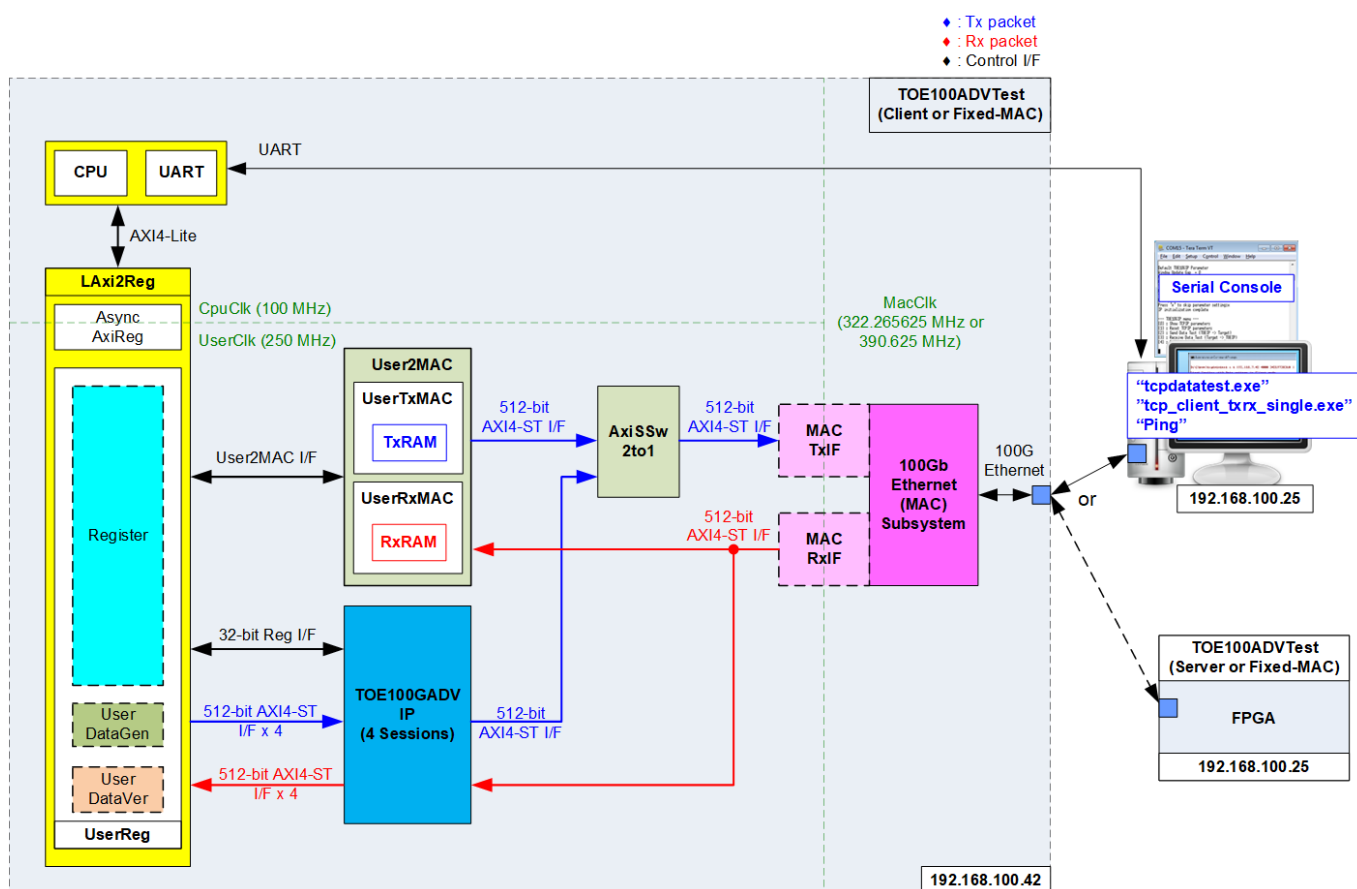 ♦ : Tx packet
♦ : Rx packet
♦ : Control I/F
TOE100ADVTest
(Client or Fixed-MAC)
UART
CPU
UART
AXI4-Lite
LAxi2Reg
Async
AxiReg
CpuClk (100 MHz)
UserClk (250 MHz)
MacClk
(322.265625 MHz or
390.625 MHz)
Serial Console
"tcpdatatest.exe"
"tcp_client_txrx_single.exe"
"Ping"
192.168.100.25
User2MAC
UserTxMAC
TxRAM
UserRxMAC
RxRAM
512-bit
AXI4-ST I/F
AxiSSw
2to1
512-bit
AXI4-ST I/F
MAC
TxIF
100Gb
Ethernet
(MAC)
Subsystem
100G
Ethernet
or
User2MAC I/F
Register
512-bit
AXI4-ST I/F
MAC
RxIF
32-bit Reg I/F
TOE100GADV
IP
(4 Sessions)
512-bit AXI4-ST
I/F x 4
512-bit
AXI4-ST I/F
User
DataGen
512-bit AXI4-ST
I/F x 4
User
DataVer
UserReg
TOE100ADVTest
(Server or Fixed-MAC)
FPGA
192.168.100.25
192.168.100.42